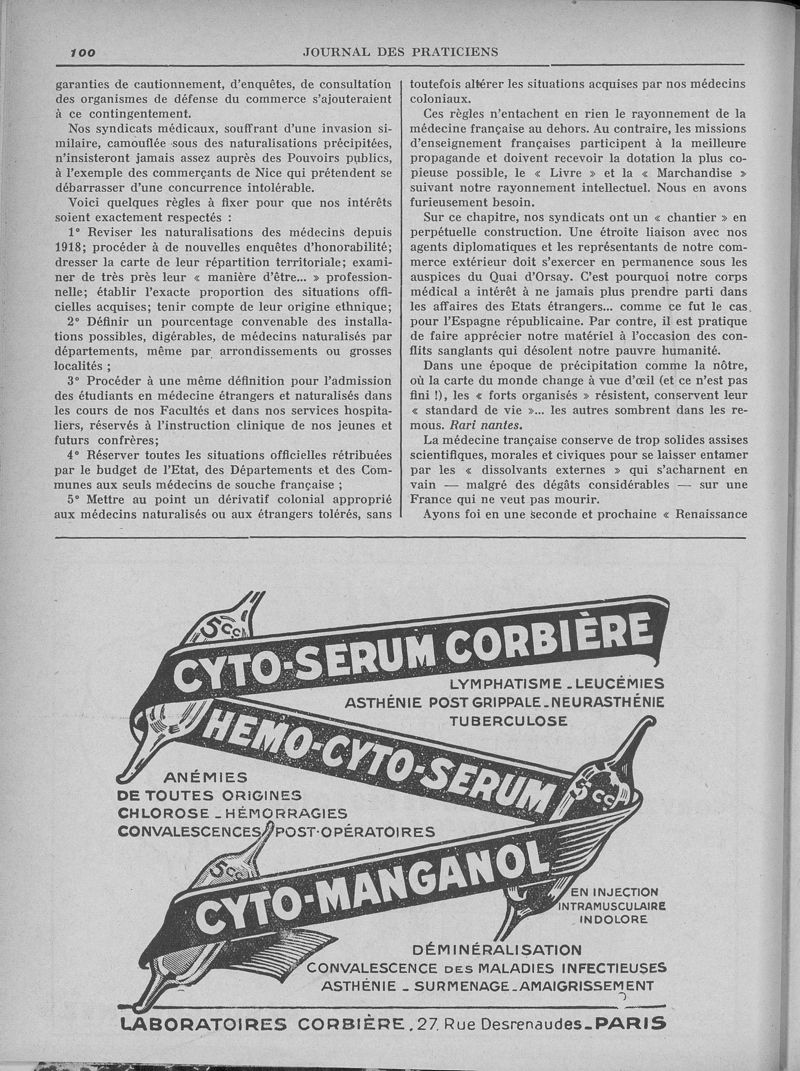 100
JOURNAL DES PRATICIENS
garanties de cautionnement, d'enquêtes, de consultation
des organismes de défense du commerce s'ajouteraient
à ce contingentement.
Nos syndicats médicaux, souffrant d'une invasion si-
milaire, camouflée sous des naturalisations précipitées,
n'insisteront jamais assez auprès des Pouvoirs publics,
à l'exemple des commerçants de Nice qui prétendent se
débarrasser d'une concurrence intolérable.
Voici quelques règles à fixer pour que nos intérêts
soient exactement respectés :
1° Reviser les naturalisations des médecins depuis
1918; procéder à de nouvelles enquêtes d'honorabilité;
dresser la carte de leur répartition territoriale; exami-
ner de très près leur « manière d'être... » profession-
nelle; établir l'exacte proportion des situations offi-
cielles acquises; tenir compte de leur origine ethnique;
2° Définir un pourcentage convenable des installa-
tions possibles, digérables, de médecins naturalisés par
départements, même par arrondissements ou grosses
localités ;
3° Procéder à une même définition pour l'admission
des étudiants en médecine étrangers et naturalisés dans
les cours de nos Facultés et dans nos services hospita-
liers, réservés à l'instruction clinique de nos jeunes et
futurs confrères;
4° Réserver toutes les situations officielles rétribuées
par le budget de l'Etat, des Départements et des Com-
munes aux seuls médecins de souche française ;
5° Mettre au point un dérivatif colonial approprié
aux médecins naturalisés ou aux étrangers tolérés, sans
toutefois altérer les situations acquises par nos médecins
coloniaux.
Ces règles n'entachent en rien le rayonnement de la
médecine française au dehors. Au contraire, les missions
d'enseignement françaises participent à la meilleure
propagande et doivent recevoir la dotation la plus co-
pieuse possible, le « Livre » et la « Marchandise »
suivant notre rayonnement intellectuel. Nous en avons
furieusement besoin.
Sur ce chapitre, nos syndicats ont un « chantier » en
perpétuelle construction. Une étroite liaison avec nos
agents diplomatiques et les représentants de notre com-
merce extérieur doit s'exercer en permanence sous les
auspices du Quai d'Orsay. C'est pourquoi notre corps
médical a intérêt à ne jamais plus prendre parti dans
les affaires des Etats étrangers... comme ce fut le cas
pour l'Espagne républicaine. Par contre, il est pratique
de faire apprécier notre matériel à l'occasion des con-
flits sanglants qui désolent notre pauvre humanité.
Dans une époque de précipitation comme la nôtre,
où la carte du monde change à vue d'œil (et ce n'est pas
fini !), les « forts organisés » résistent, conservent leur
« standard de vie »... les autres sombrent dans les re-
mous. Rari nantes.
La médecine trançaise conserve de trop solides assises
scientifiques, morales et civiques pour se laisser entamer
par les « dissolvants externes » qui s'acharnent en
vain — malgré des dégâts considérables — sur une
France qui ne veut pas mourir.
Ayons foi en une seconde et prochaine « Renaissance
5cc
CYTO-SERUM CORBIÈRE
LYMPHATISME - LEUCÉMIES
ASTHÉNIE POST GRIPPALE - NEURASTHÉNIE
TUBERCULOSE
HEMO-CYTO-SERUM
5cc
ANÉMIES
DE TOUTES ORIGINES
CHLOROSE - HÉMORRAGIES
CONVALESCENCES POST-OPÉRATOIRES
5cc
CYTO-MANGANOL
EN INJECTION
INTRAMUSCULAIRE
INDOLORE
DÉMINÉRALISATION
CONVALESCENCE DES MALADIES INFECTIEUSES
ASTHÉNIE - SURMENAGE - AMAIGRISSEMENT
LABORATOIRES CORBIÈRE, 27, Rue Desrenaudes - PARIS